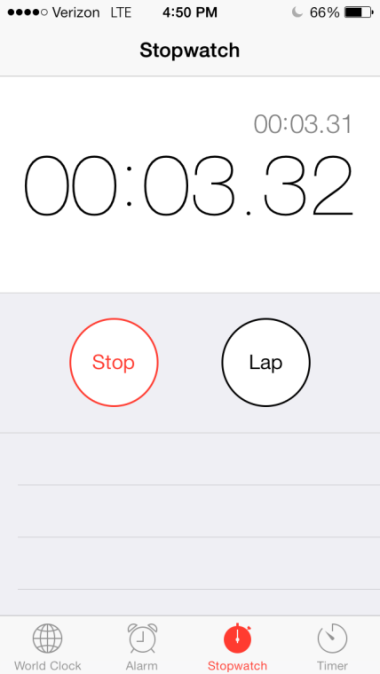 Verizon LTE 4:50 PM 66%
Stopwatch
00:03.31
00:03.32
Stop Lap
World Clock Alarm Stopwatch Timer